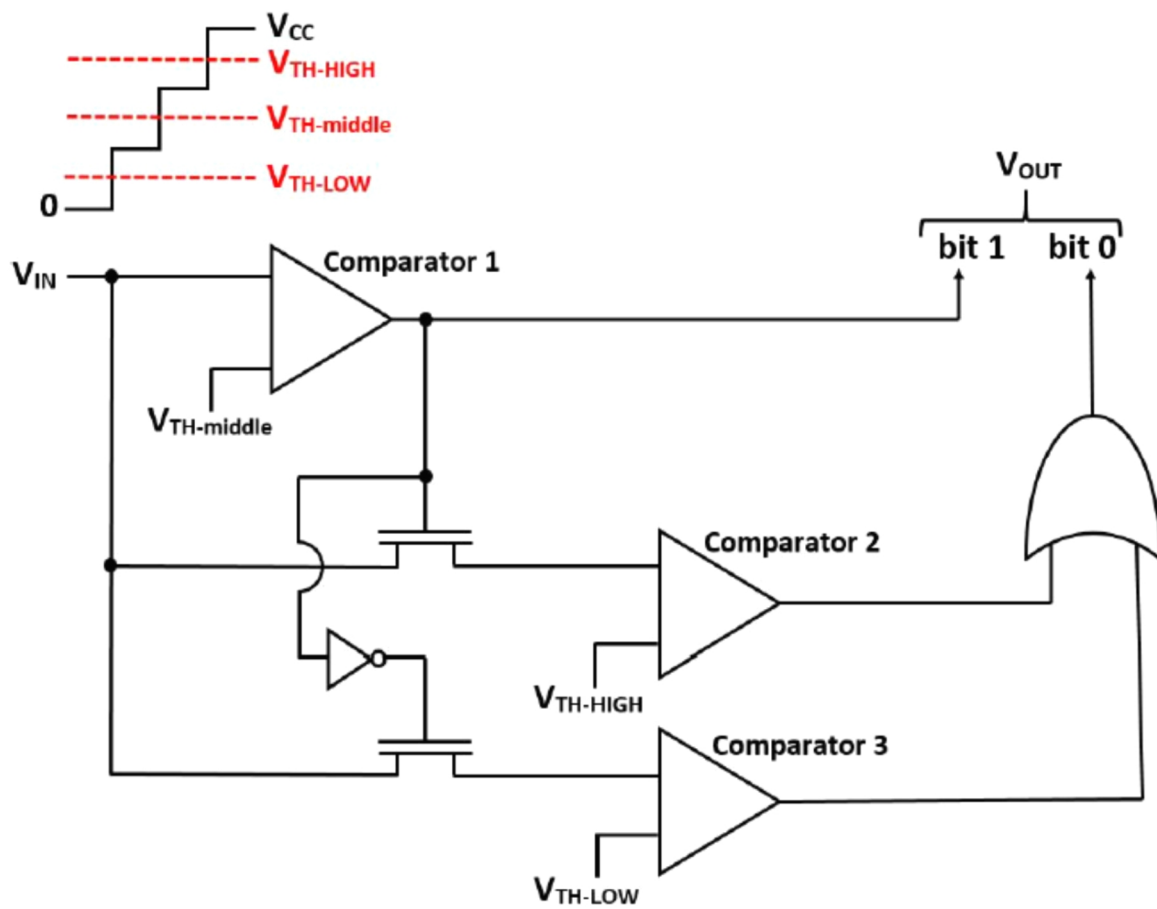 VCC
VTH-HIGH
VTH-middle
VTH-LOW
0
VOUT
bit 1 bit 0
VIN
Comparator 1
VTH-middle
Comparator 2
VTH-HIGH
Comparator 3
VTH-LOW